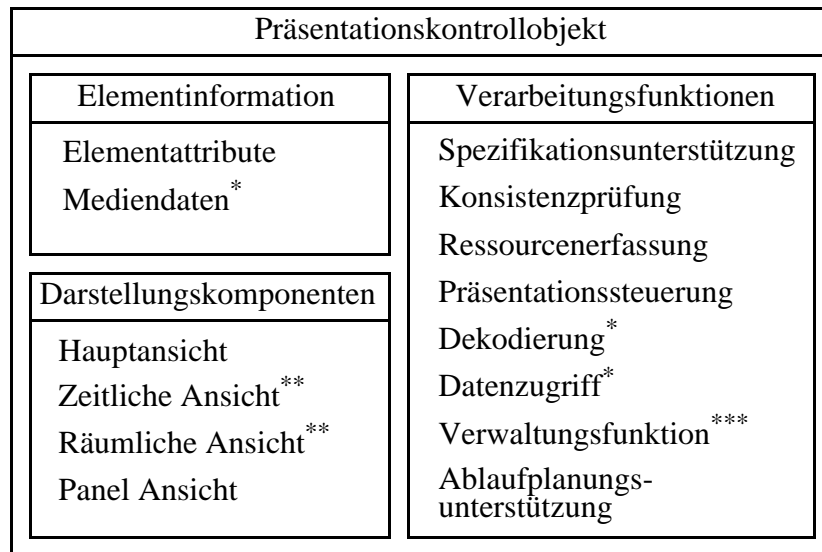 Präsentationskontrollobjekt
Elementinformation
Elementattribute
Mediendaten*
Darstellungskomponenten
Hauptansicht
Zeitliche Ansicht**
Räumliche Ansicht**
Panel Ansicht
Verarbeitungsfunktionen
Spezifikationsunterstützung
Konsistenzprüfung
Ressourcenerfassung
Präsentationssteuerung
Dekodierung*
Datenzugriff*
Verwaltungsfunktion***
Ablaufplanungs-
unterstützung